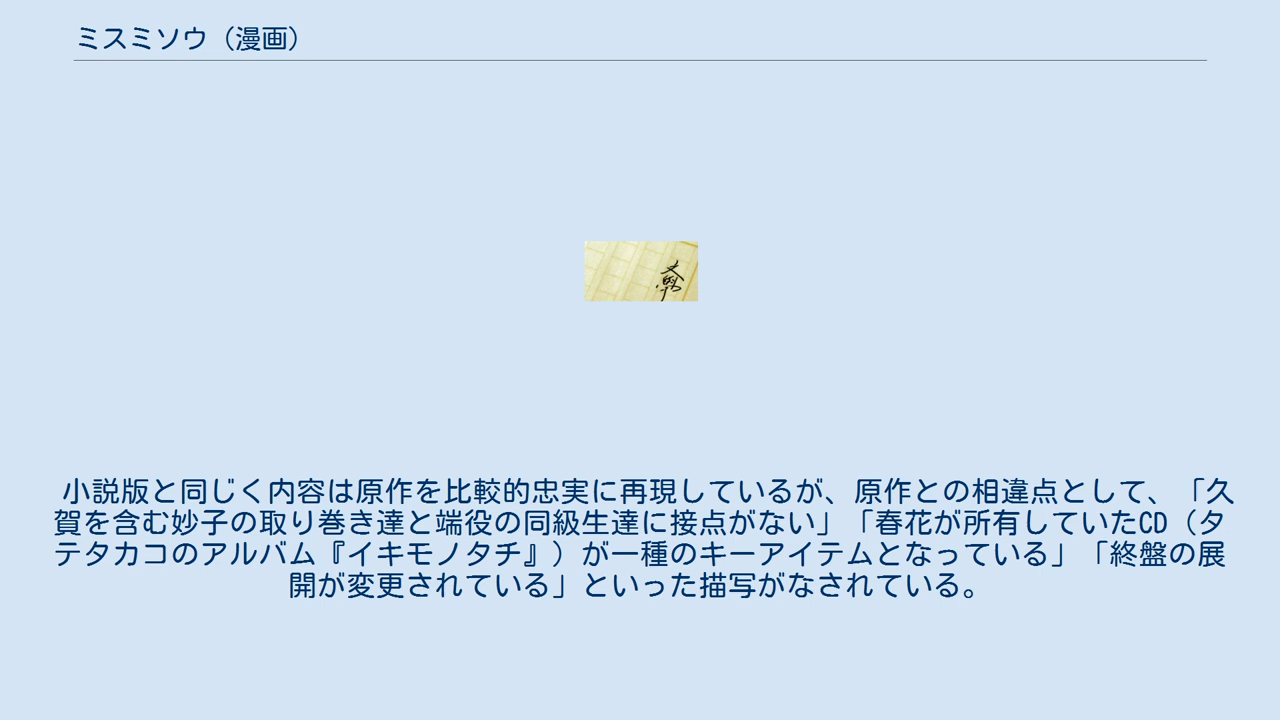 ミスミソウ（漫画）
小説版と同じく内容は原作を比較的忠実に再現しているが、原作との相違点として、「久
賀を含む妙子の取り巻き達と端役の同級生達に接点がない」「春花が所有していたCD（タ
テタカコのアルバム『イキモノタチ』）が一種のキーアイテムとなっている」「終盤の展
開が変更されている」といった描写がなされている。